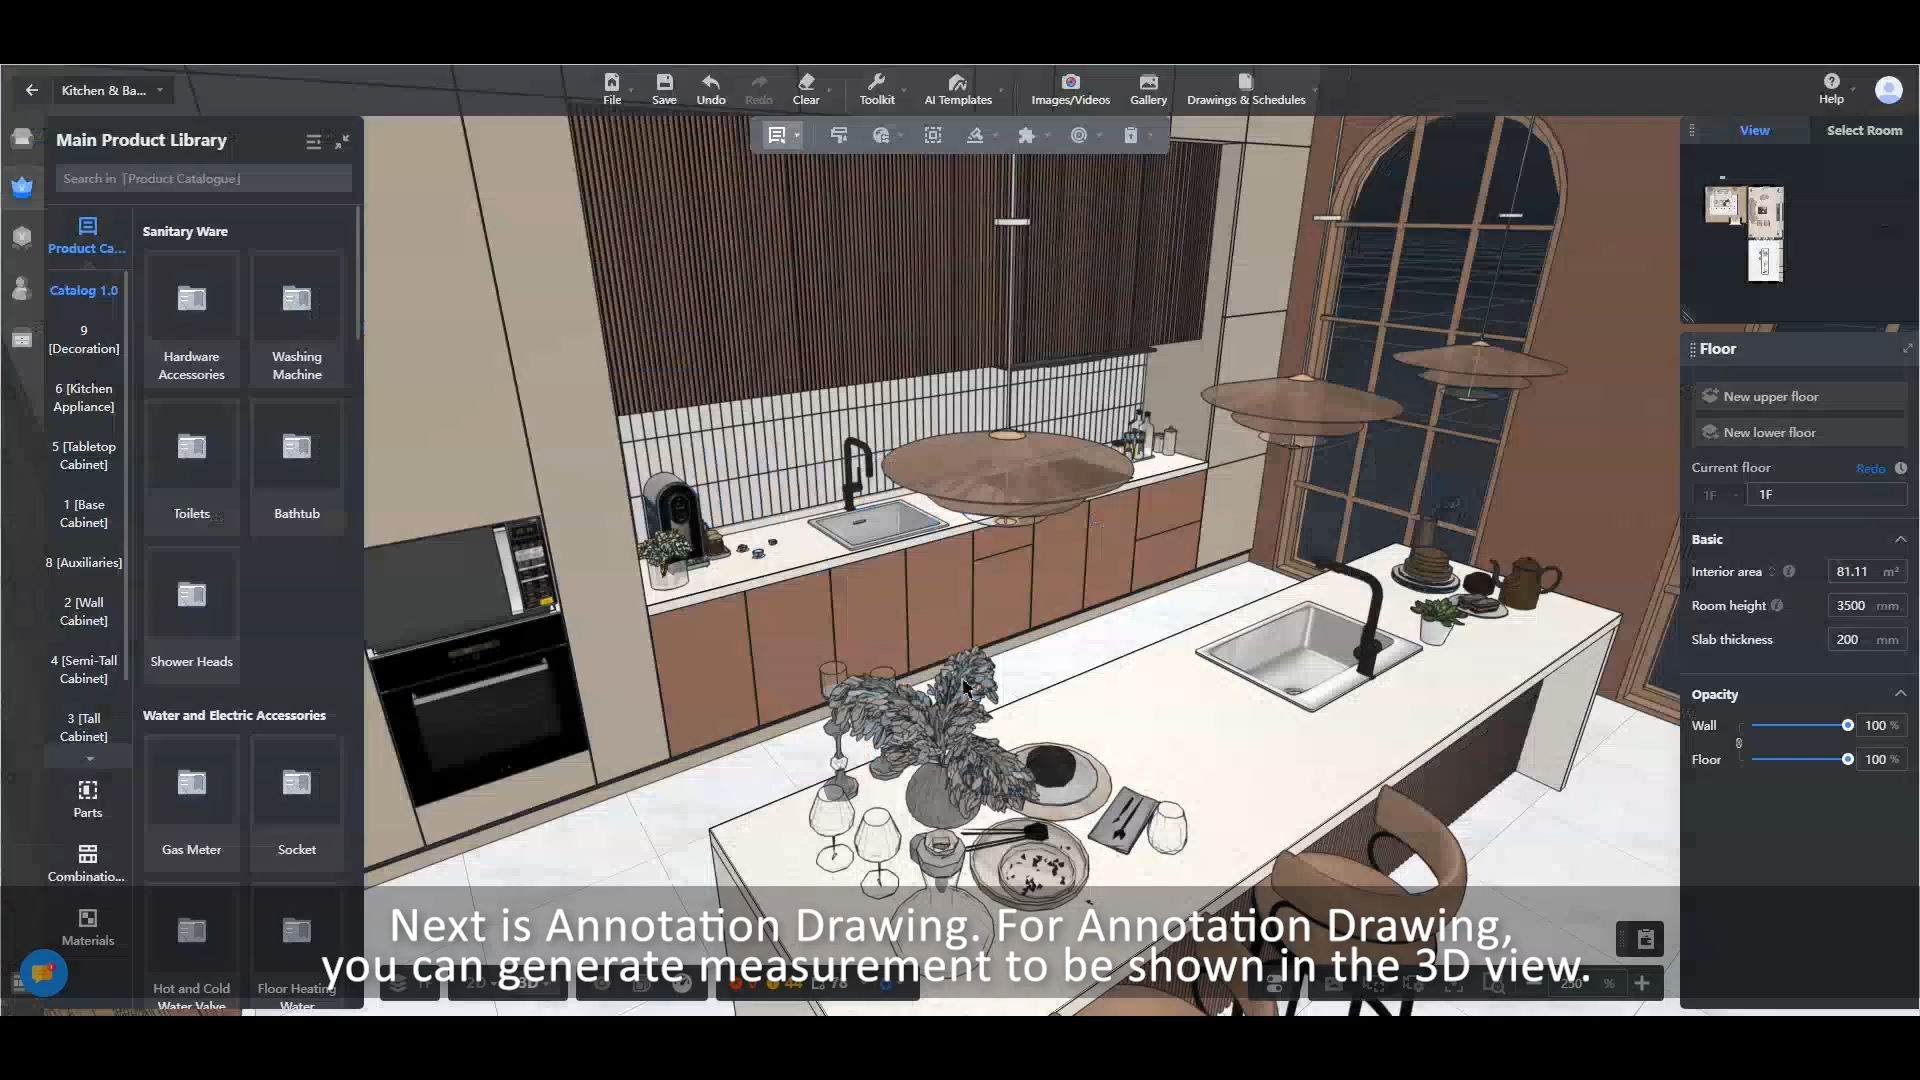 Kitchen & Ba...
File
Save
Undo
Redo
Clear
Toolkit
AI Templates
Images/Videos
Gallery
Drawings & Schedules
Help
Main Product Library
Search in [Product Catalogue]
Product Ca...
Catalog 1.0
9
[Decoration]
6 [Kitchen
Appliance]
5 [Tabletop
Cabinet]
1 [Base
Cabinet]
8 [Auxiliaries]
2 [Wall
Cabinet]
4 [Semi-Tall
Cabinet]
3 [Tall
Cabinet]
Parts
Combinatio...
Materials
Sanitary Ware
Hardware
Accessories
Washing
Machine
Toilets
Bathtub
Shower Heads
Water and Electric Accessories
Gas Meter
Socket
Hot and Cold
Water Valve
Floor Heating
Water
View
Select Room
Floor
New upper floor
New lower floor
Current floor
Redo
1F
1F
Basic
Interior area
81.11 m²
Room height
3500 mm
Slab thickness
200 mm
Opacity
Wall
100 %
Floor
100 %
Next is Annotation Drawing. For Annotation Drawing,
you can generate measurement to be shown in the 3D view.
1F
2D
3D
44
78
250 %